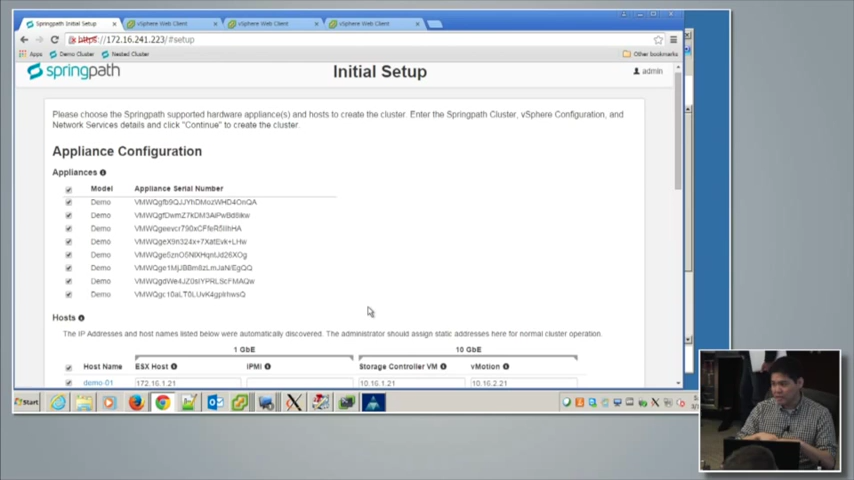 Springpath Initial Setup
vSphere Web Client
vSphere Web Client
vSphere Web Client
https://172.16.241.223/#setup
Apps
Demo Cluster
Nested Cluster
Other bookmarks
springpath
Initial Setup
admin
Please choose the Springpath supported hardware appliance(s) and hosts to create the cluster. Enter the Springpath Cluster, vSphere Configuration, and
Network Services details and click "Continue" to create the cluster.
Appliance Configuration
Appliances
Model
Appliance Serial Number
Demo
Demo
Demo
Demo
Demo
Demo
Demo
Demo
Hosts
The IP Addresses and host names listed below were automatically discovered. The administrator should assign static addresses here for normal cluster operation.
1 GbE
10 GbE
Host Name
ESX Host
IPMI
Storage Controller VM
vMotion
demo-01
172.16.1.21
10.16.1.21
10.16.2.21
Start